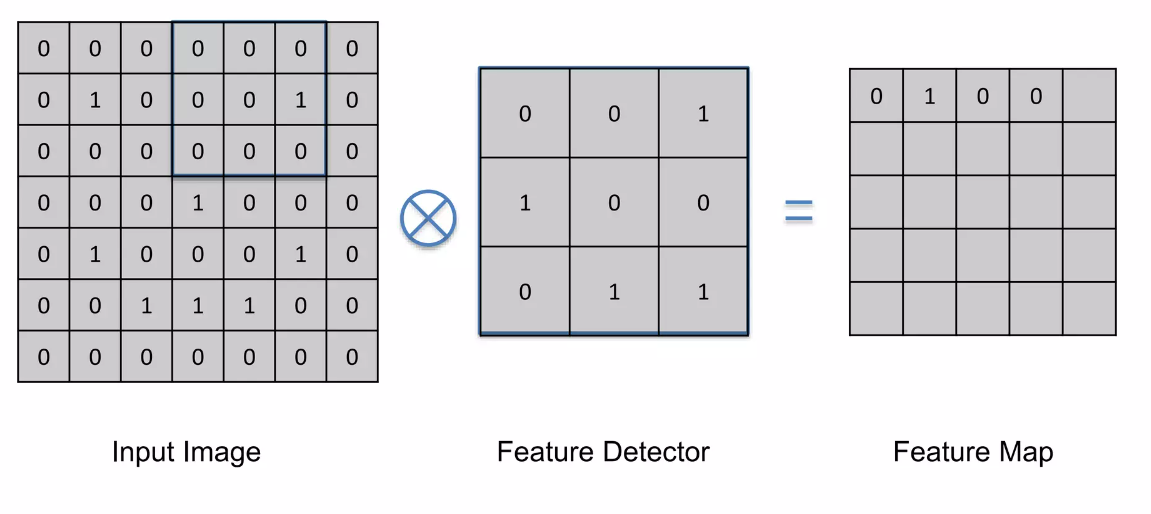 0 0 0 0 0 0 0
0 1 0 0 0 1 0
0 0 0 0 0 0 0
0 0 0 1 0 0 0
0 1 0 0 0 1 0
0 0 1 1 1 0 0
0 0 0 0 0 0 0
0 0 1
1 0 0
0 1 1
=
0 1 0 0
Input Image
Feature Detector
Feature Map